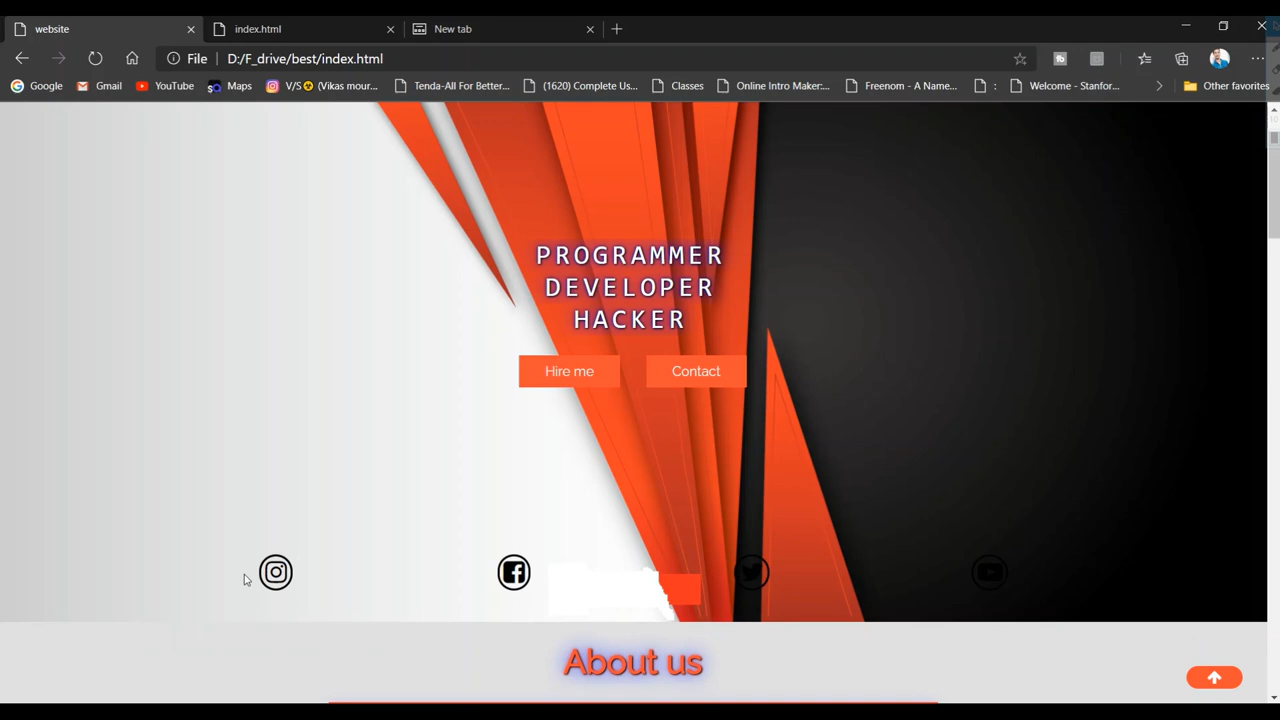 website
index.html
New tab
File
D:/F_drive/best/index.html
Google
Gmail
YouTube
Maps
V/S☢(Vikas mour...
Tenda-All For Better...
(1620) Complete Us...
Classes
Online Intro Maker:...
Freenom - A Name...
:
Welcome - Stanfor...
Other favorites
PROGRAMMER
DEVELOPER
HACKER
Hire me
Contact
About us